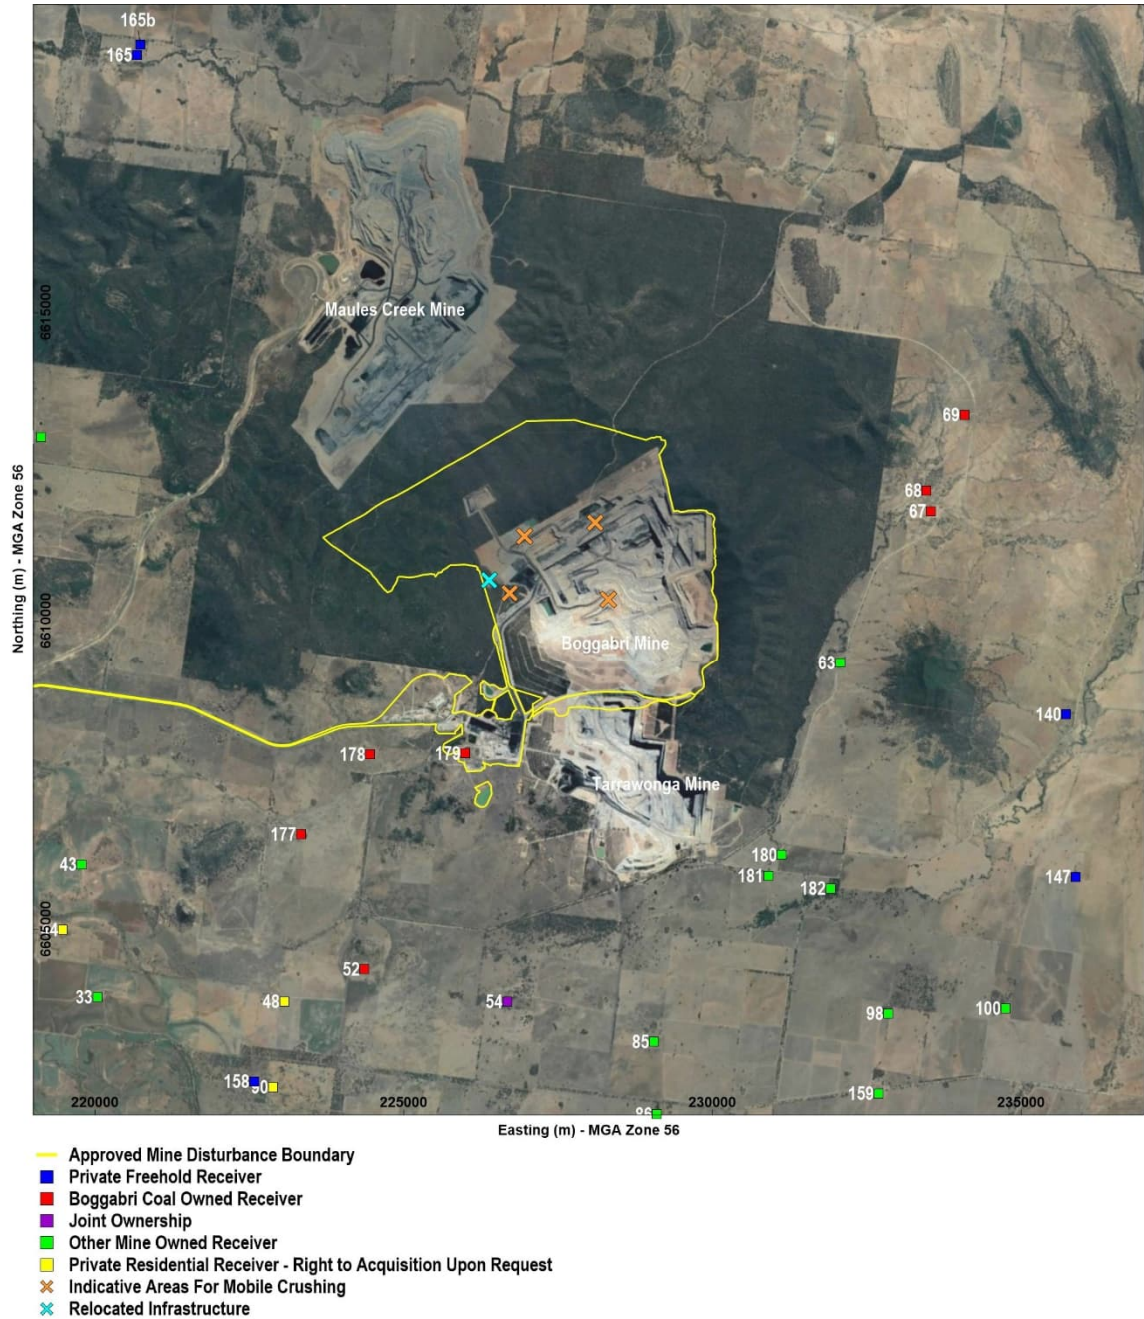 165b
165
6615000
Maules Creek Mine
69
68
67
Northing (m) - MGA Zone 56
6610000
Boggabri Mine
63
140
178
179
Tarrawonga Mine
177
180
43
181
147
182
6605000
4
52
33
48
54
98
100
85
158
90
159
86
220000
225000
230000
235000
Easting (m) - MGA Zone 56
Approved Mine Disturbance Boundary
Private Freehold Receiver
Boggabri Coal Owned Receiver
Joint Ownership
Other Mine Owned Receiver
Private Residential Receiver - Right to Acquisition Upon Request
Indicative Areas For Mobile Crushing
Relocated Infrastructure